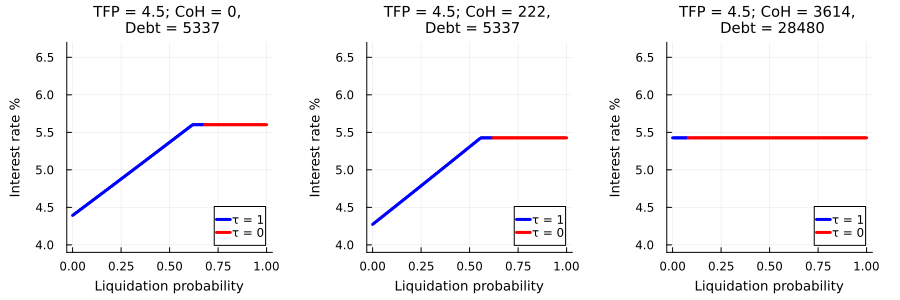 TFP = 4.5; CoH = 0,
Debt = 5337
6.5
6.0
5.5
5.0
4.5
4.0
Interest rate %
τ = 1
τ = 0
0.00 0.25 0.50 0.75 1.00
Liquidation probability
TFP = 4.5; CoH = 222,
Debt = 5337
6.5
6.0
5.5
5.0
4.5
4.0
Interest rate %
τ = 1
τ = 0
0.00 0.25 0.50 0.75 1.00
Liquidation probability
TFP = 4.5; CoH = 3614,
Debt = 28480
6.5
6.0
5.5
5.0
4.5
4.0
Interest rate %
τ = 1
τ = 0
0.00 0.25 0.50 0.75 1.00
Liquidation probability